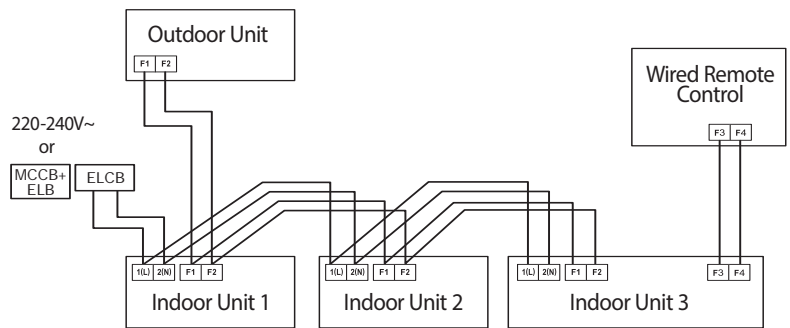 Outdoor Unit
F1 F2
Wired Remote
Control
F3 F4
220-240V~
or
MCCB+
ELB
ELCB
1(L) 2(N) F1 F2
Indoor Unit 1
1(L) 2(N) F1 F2
Indoor Unit 2
1(L) 2(N) F1 F2
F3 F4
Indoor Unit 3